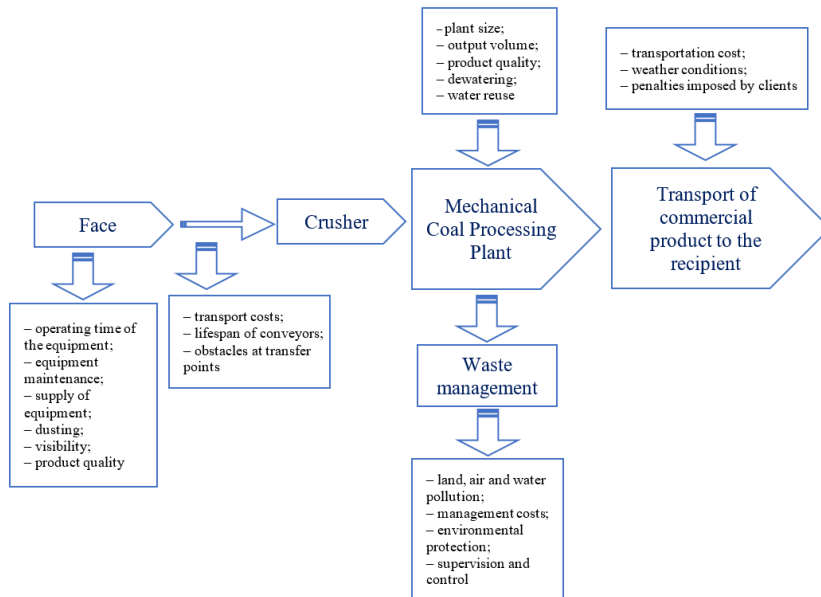 –plant size;
– output volume;
– product quality;
– dewatering;
– water reuse
– transportation cost;
– weather conditions;
– penalties imposed by clients
Face
Crusher
Mechanical
Coal Processing
Plant
Transport of
commercial
product to the
recipient
– operating time of
the equipment;
– equipment
maintenance;
– supply of
equipment;
– dusting;
– visibility;
– product quality
– transport costs;
– lifespan of conveyors;
– obstacles at transfer
points
Waste
management
– land, air and water
pollution;
– management costs;
– environmental
protection;
– supervision and
control